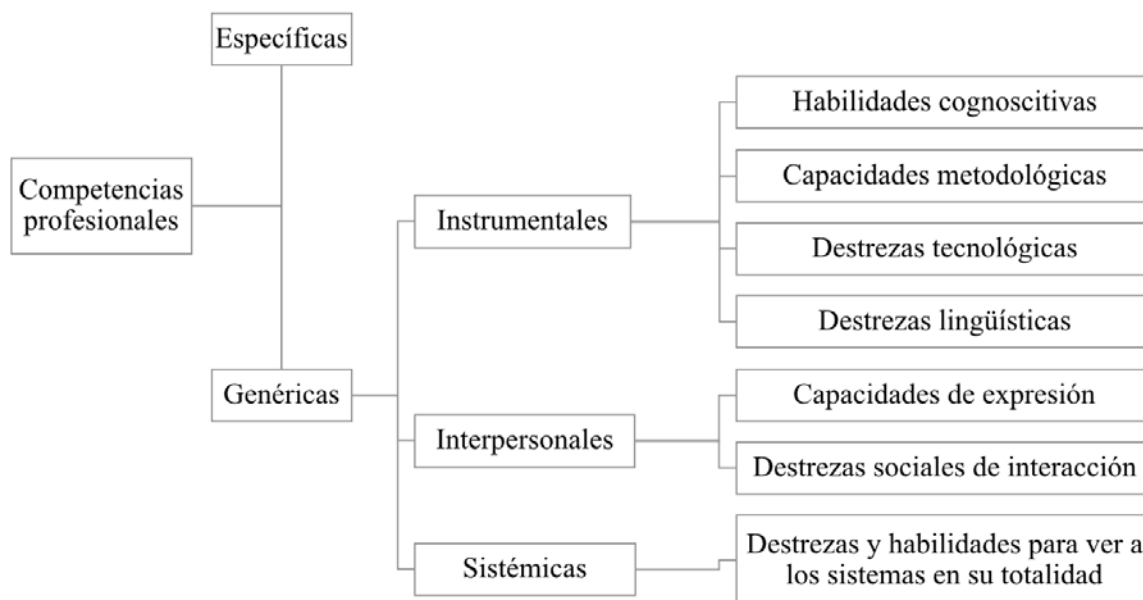 Específicas
Competencias
profesionales
Genéricas
Instrumentales
Interpersonales
Sistémicas
Habilidades cognoscitivas
Capacidades metodológicas
Destrezas tecnológicas
Destrezas lingüísticas
Capacidades de expresión
Destrezas sociales de interacción
Destrezas y habilidades para ver a
los sistemas en su totalidad